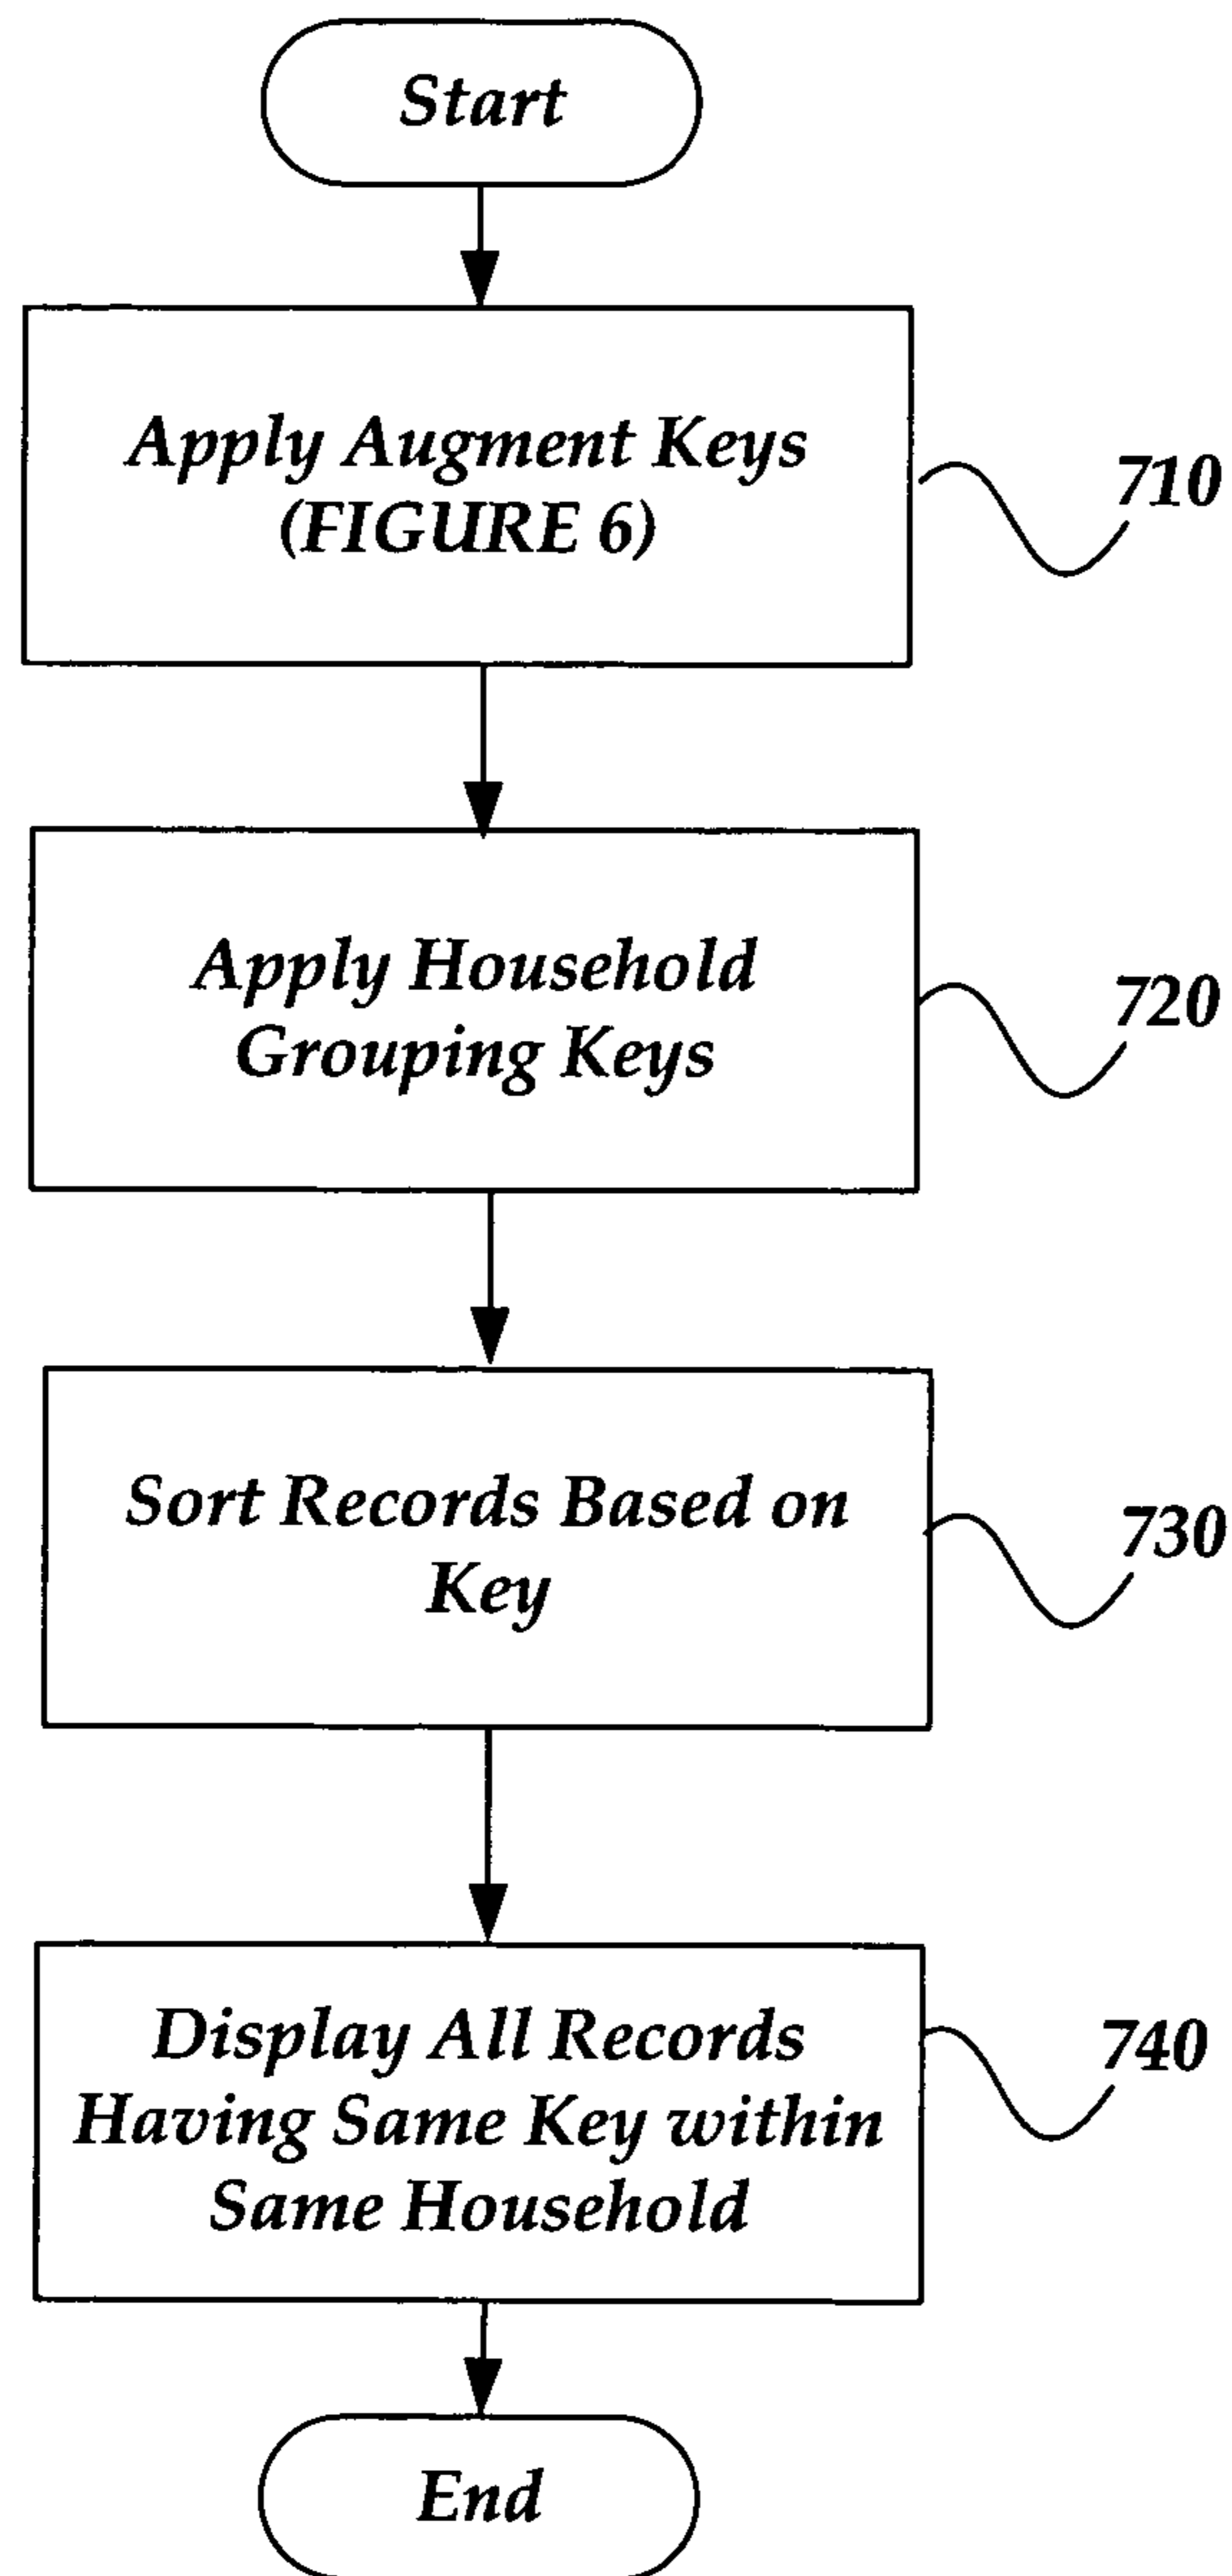 Start
Apply Augment Keys
(FIGURE 6)
710
Apply Household
Grouping Keys
720
Sort Records Based on
Key
730
Display All Records
Having Same Key within
Same Household
740
End